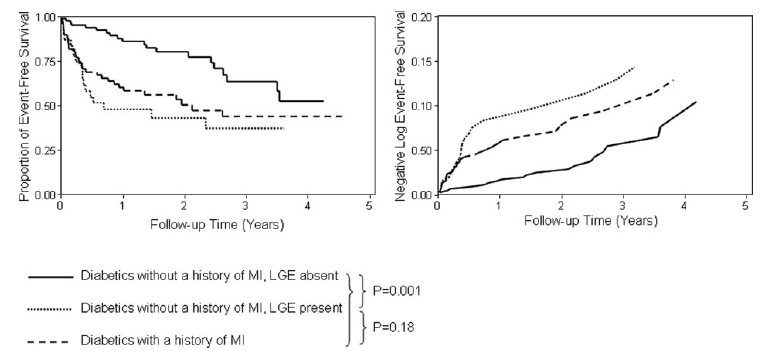 Proportion of Event-Free Survival
1.00
0.75
0.50
0.25
0.00
0 1 2 3 4 5
Follow-up Time (Years)
Negative Log Event-Free Survival
0.20
0.15
0.10
0.05
0.00
0 1 2 3 4 5
Follow-up Time (Years)
Diabetics without a history of MI, LGE absent
P=0.001
Diabetics without a history of MI, LGE present
P=0.18
Diabetics with a history of MI